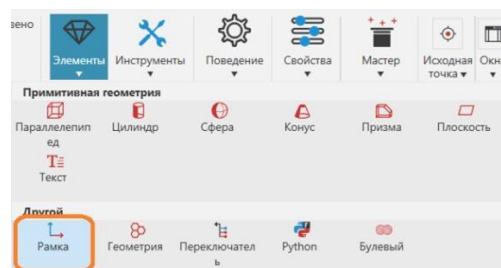 вено
Элементы Инструменты Поведение Свойства Мастер Исходная Окн
точка
Примитивная геометрия
Параллелепип Цилиндр Сфера Конус Призма Плоскость
ед
Текст
Другой
Рамка Геометрия Переключател Python Булевый
ь